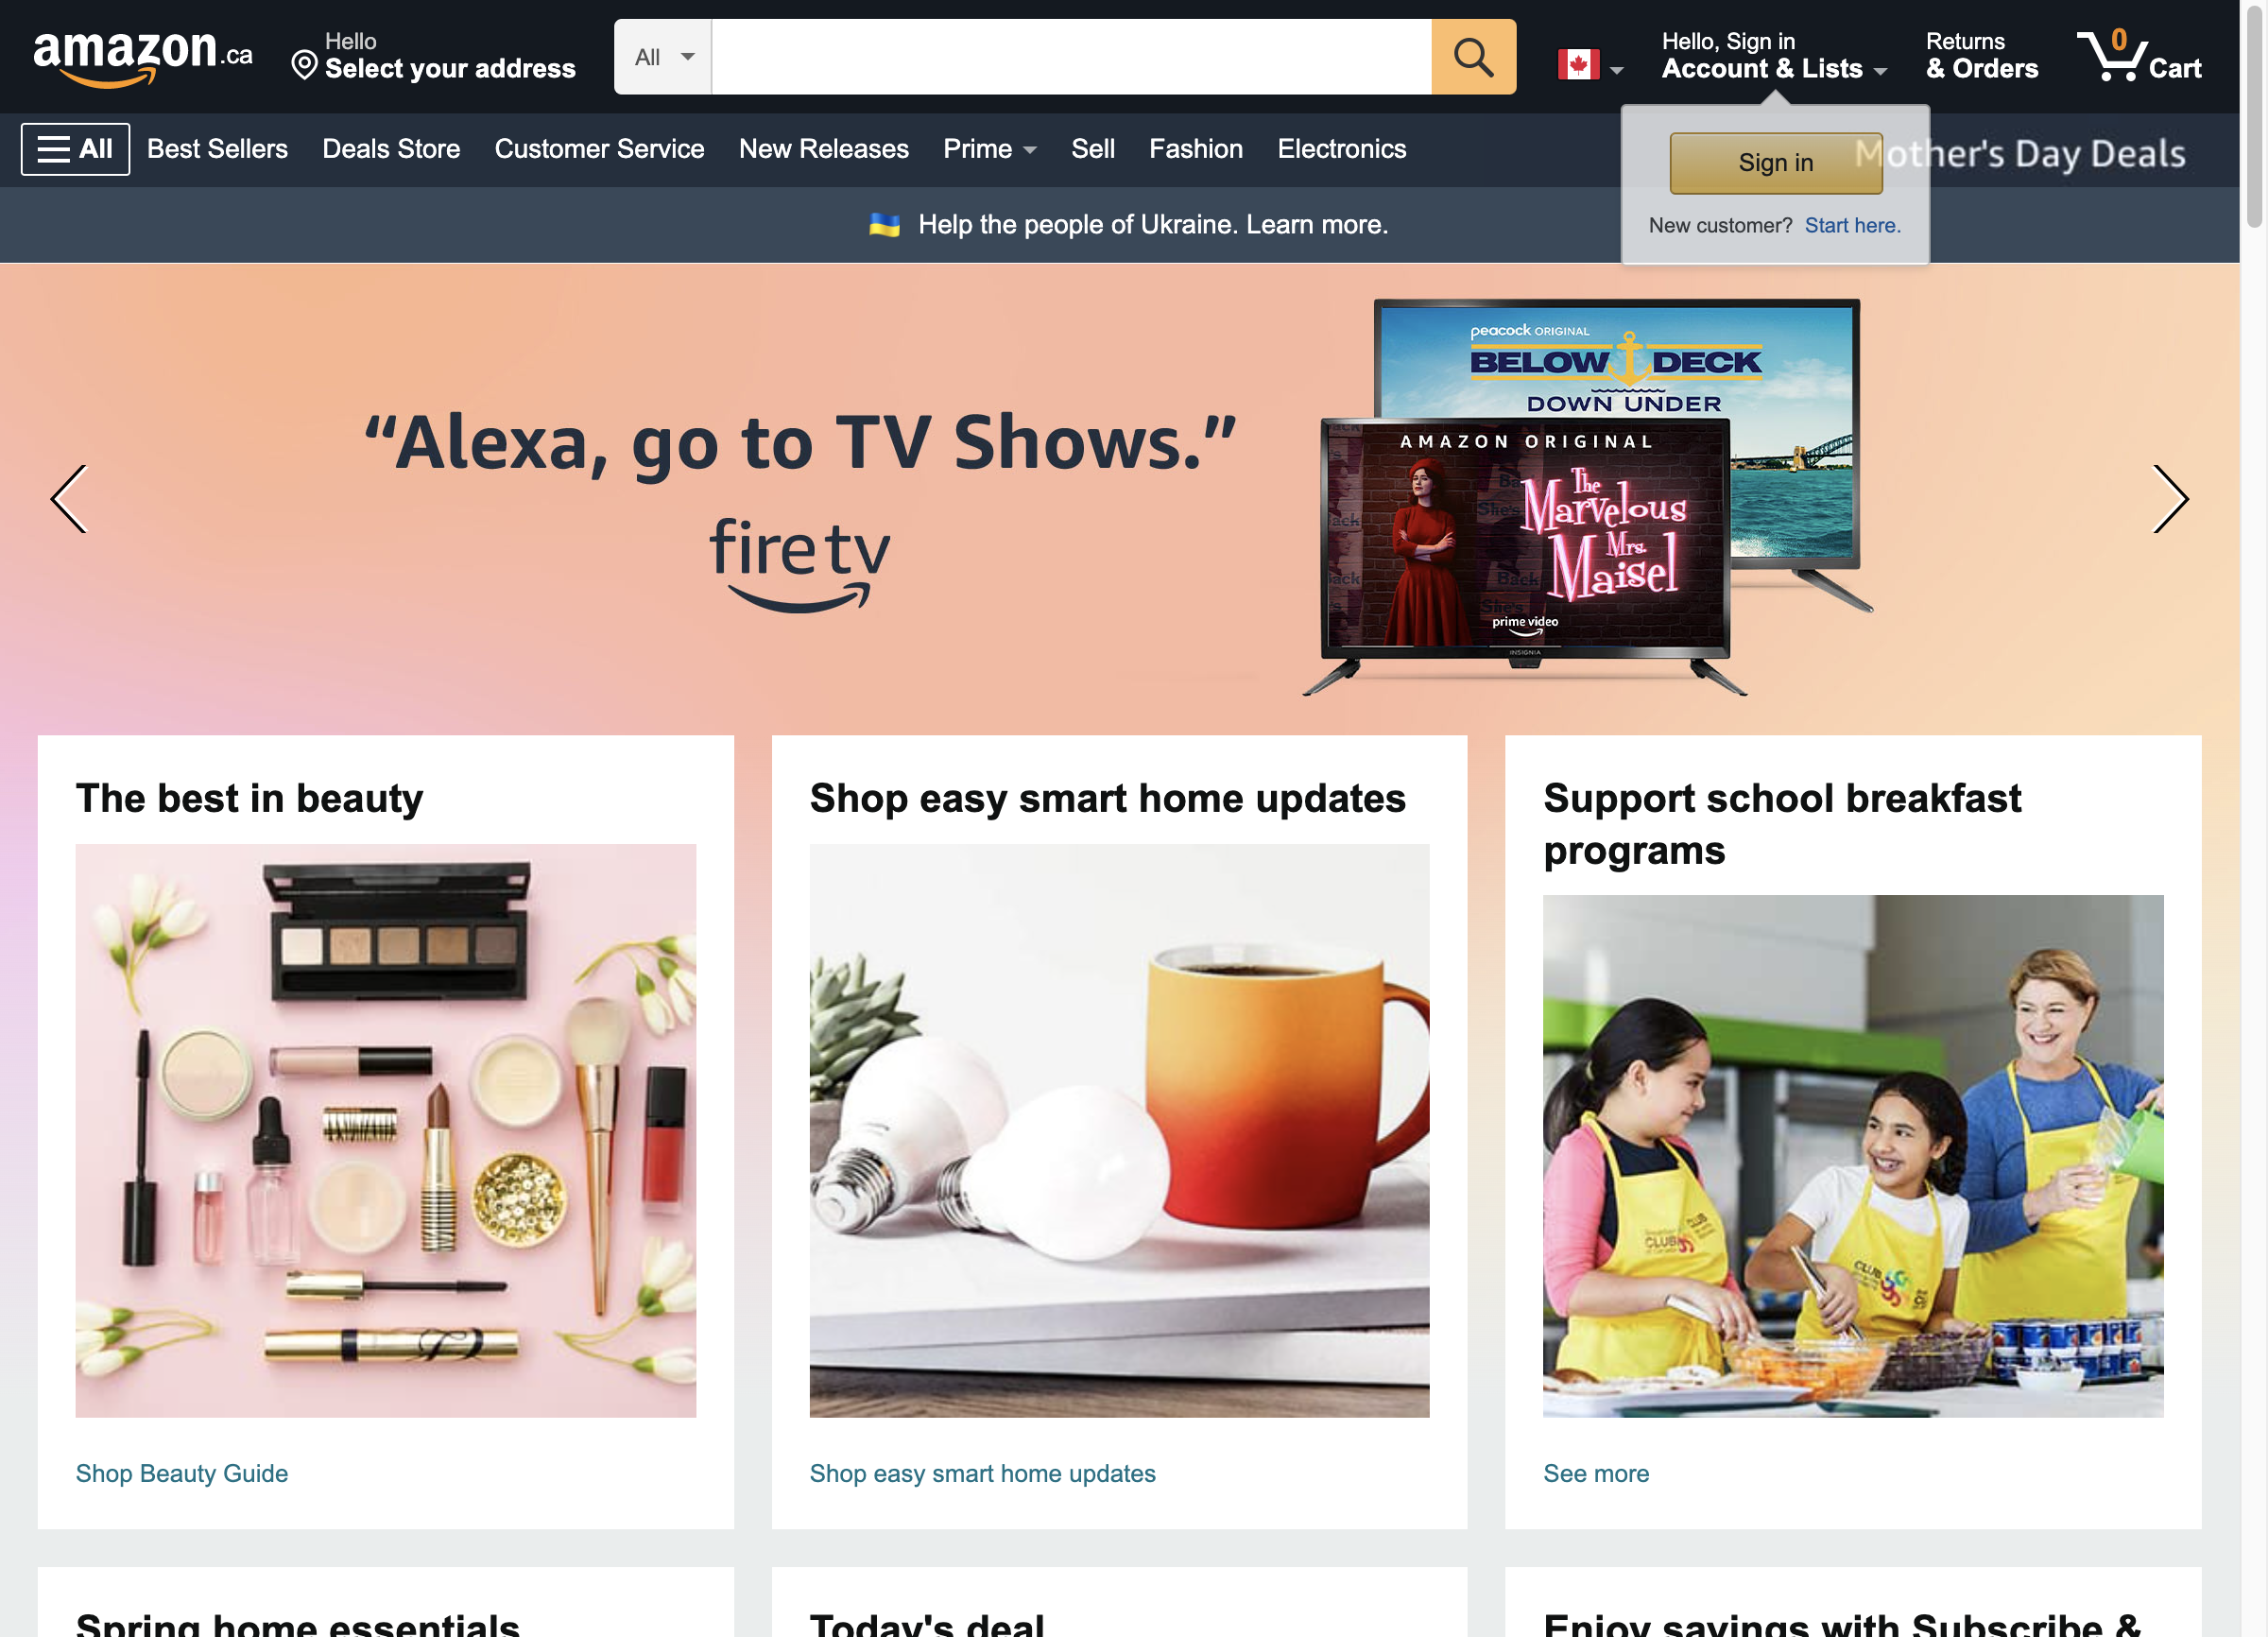 amazon.ca
Hello
Select your address
All
Hello, Sign in
Account & Lists
Returns
& Orders
0
Cart
All
Best Sellers
Deals Store
Customer Service
New Releases
Prime
Sell
Fashion
Electronics
Mother's Day Deals
Sign in
New customer? Start here.
Help the people of Ukraine. Learn more.
“Alexa, go to TV Shows.”
fire tv
peacock ORIGINAL
BELOW DECK
DOWN UNDER
AMAZON ORIGINAL
The
Marvelous
Mrs.
Maisel
prime video
INSIGNIA
The best in beauty
Shop Beauty Guide
Shop easy smart home updates
Shop easy smart home updates
Support school breakfast
programs
CLUB
CLUB
See more
Spring home essentials
Today's deal
Enjoy savings with Subscribe &